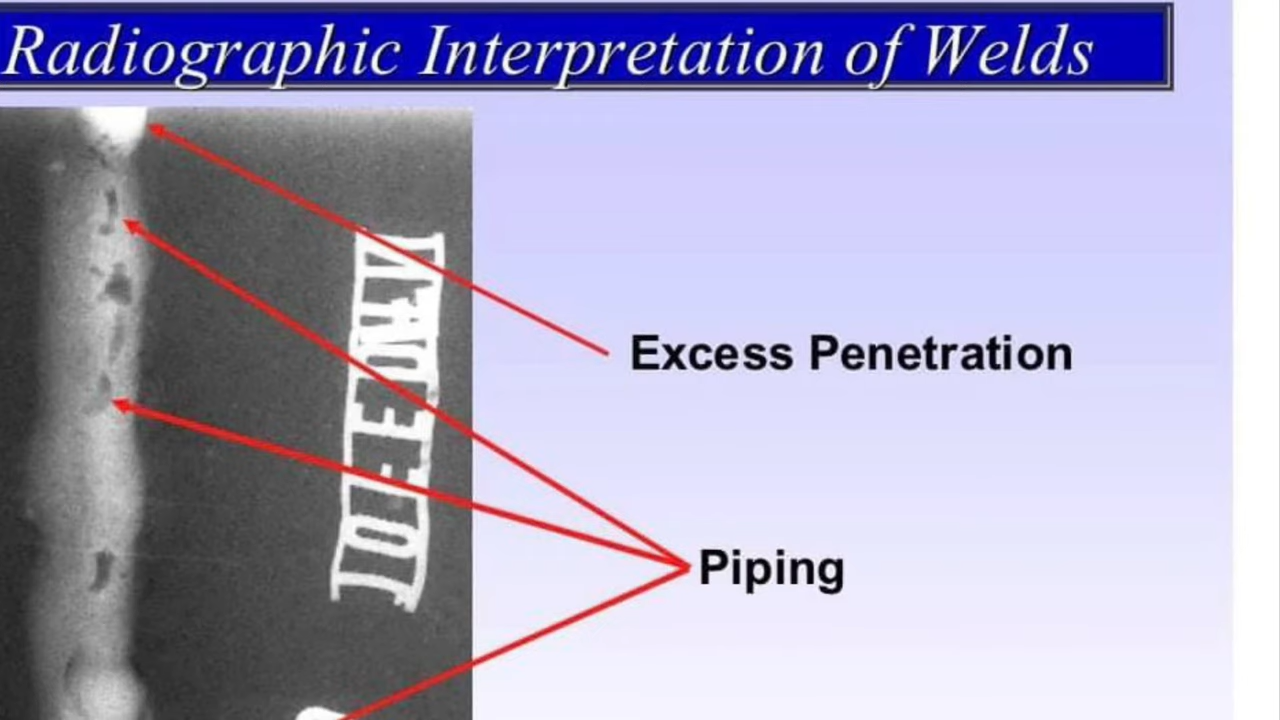 Radiographic Interpretation of Welds
Excess Penetration
Piping